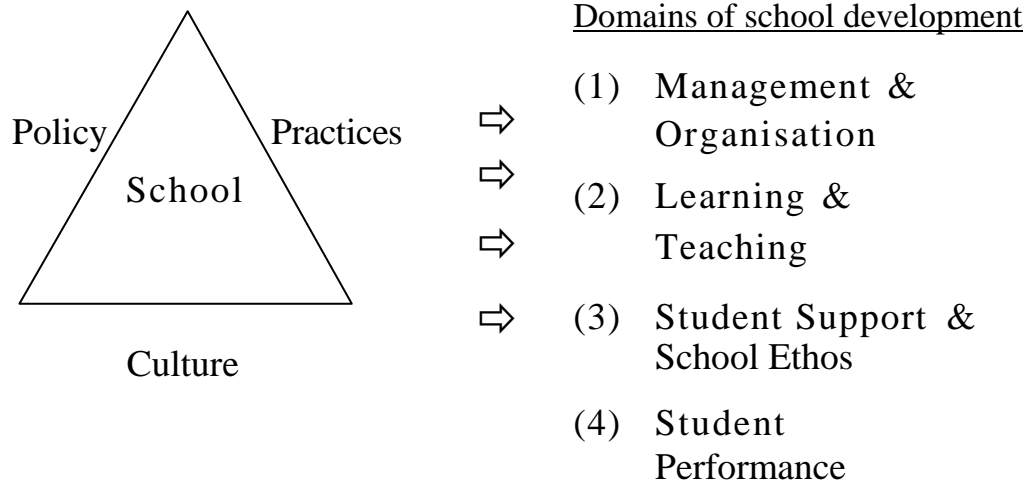 Policy
Practices
School
Culture
Domains of school development
(1) Management &
Organisation
(2) Learning &
Teaching
(3) Student Support &
School Ethos
(4) Student
Performance